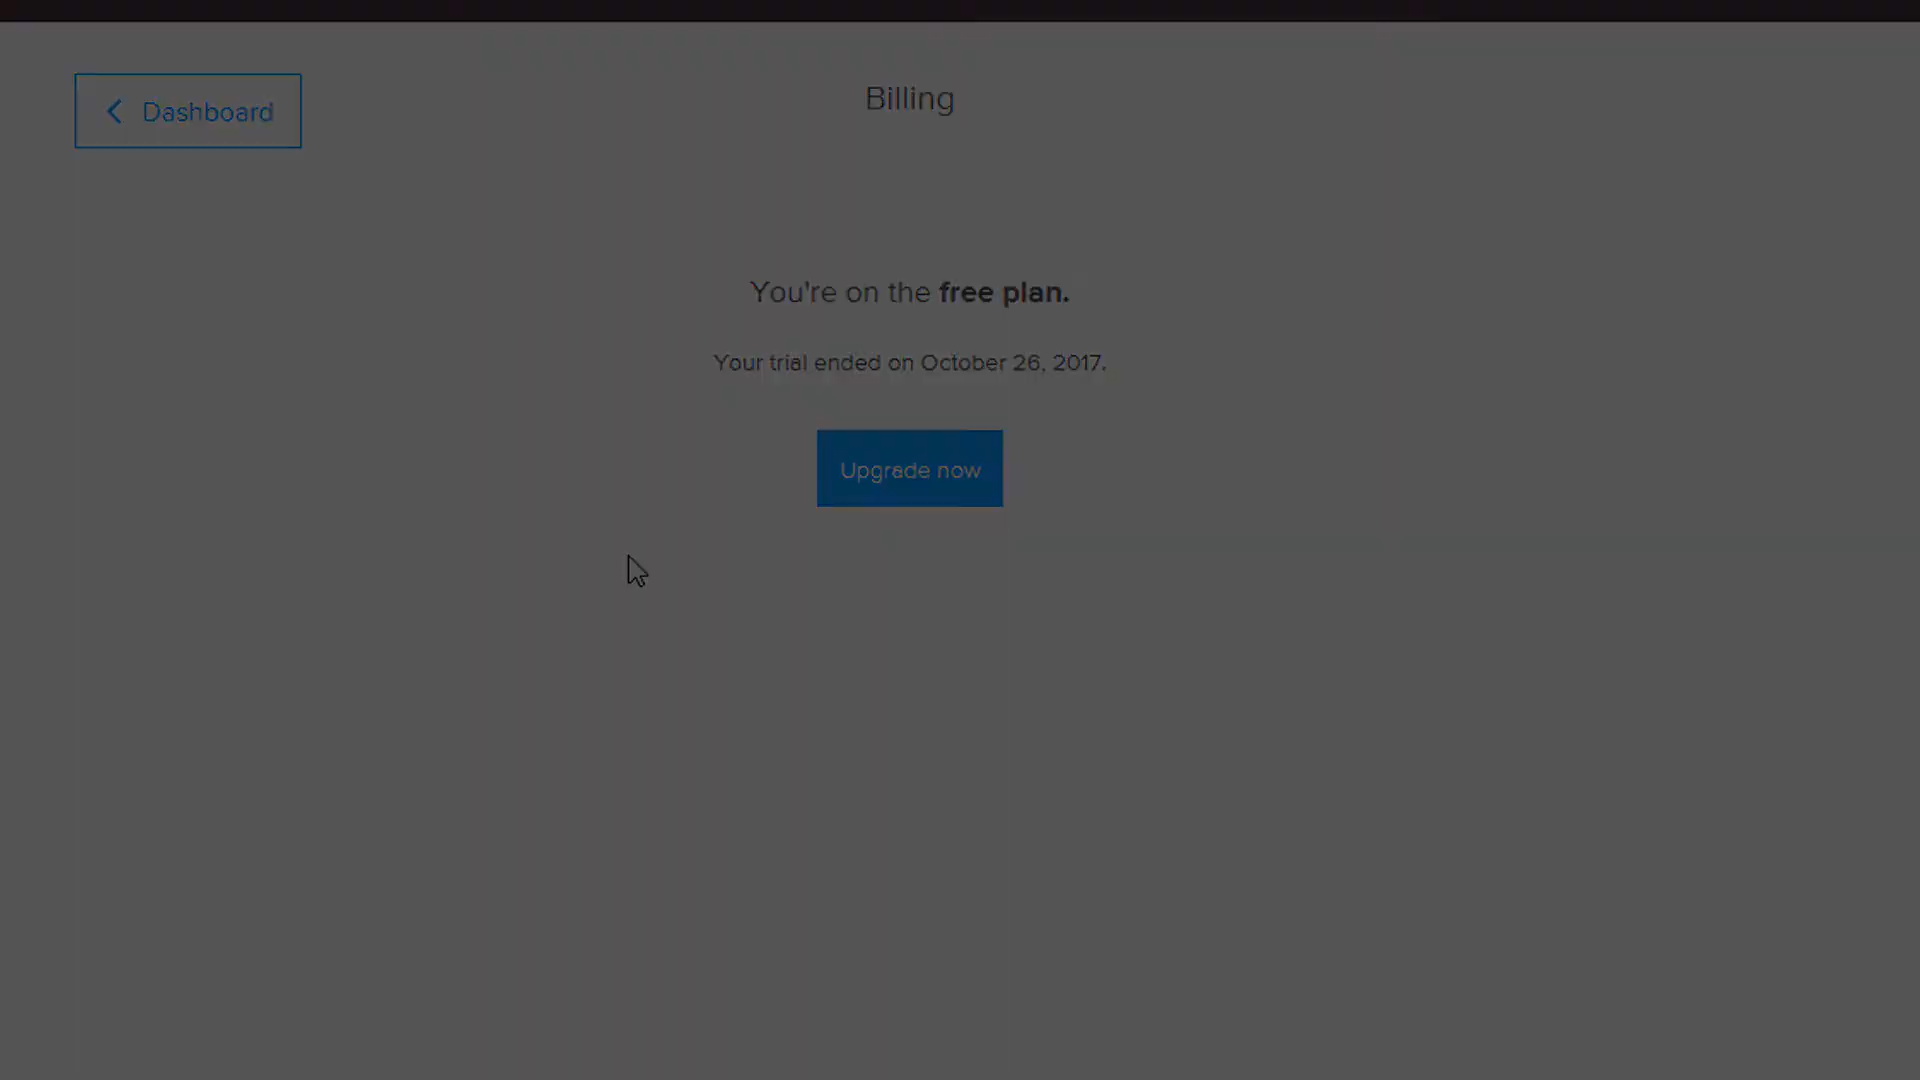 Dashboard
Billing
You're on the free plan.
Your trial ended on October 26, 2017.
Upgrade now